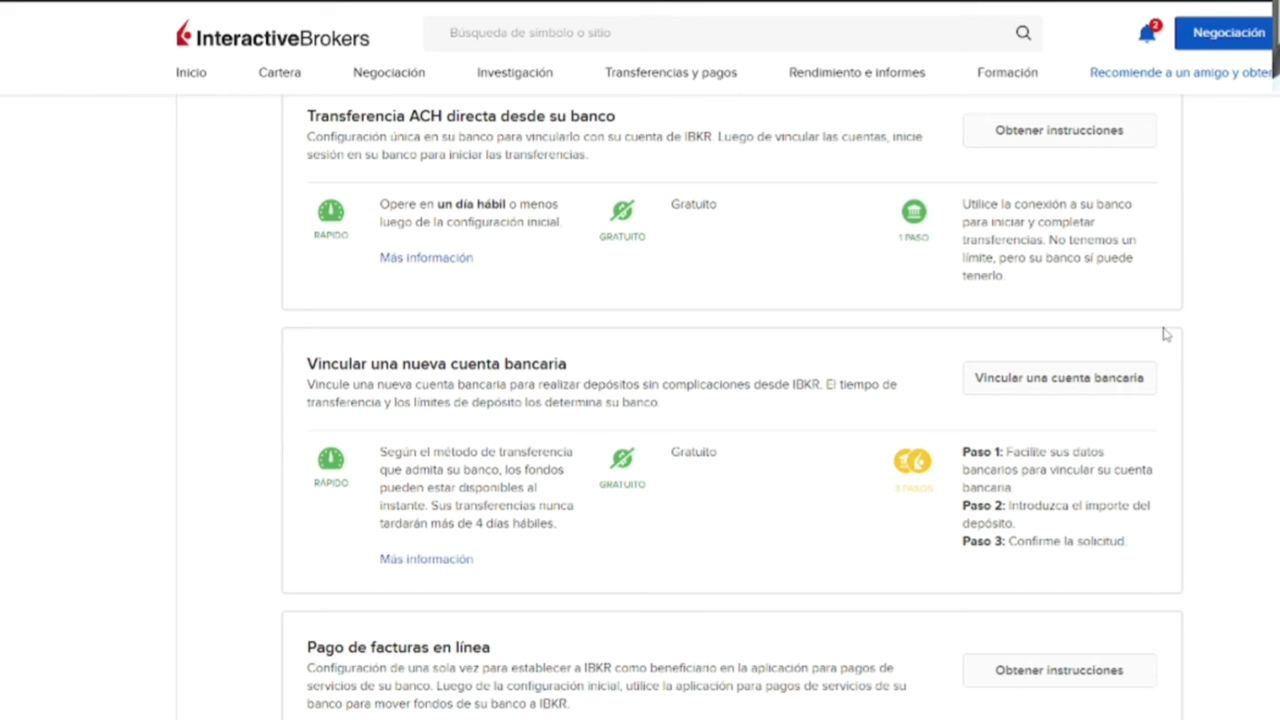 InteractiveBrokers
Búsqueda de símbolo o sitio
2
Negociación
Inicio
Cartera
Negociación
Investigación
Transferencias y pagos
Rendimiento e informes
Formación
Recomiende a un amigo y obten
Transferencia ACH directa desde su banco
Configuración única en su banco para vincularlo con su cuenta de IBKR. Luego de vincular las cuentas, inicie
sesión en su banco para iniciar las transferencias.
Obtener instrucciones
RÁPIDO
Opere en un día hábil o menos
luego de la configuración inicial.
Más información
GRATUITO
Gratuito
1 PASO
Utilice la conexión a su banco
para iniciar y completar
transferencias. No tenemos un
límite, pero su banco sí puede
tenerlo.
Vincular una nueva cuenta bancaria
Vincule una nueva cuenta bancaria para realizar depósitos sin complicaciones desde IBKR. El tiempo de
transferencia y los límites de depósito los determina su banco.
Vincular una cuenta bancaria
RÁPIDO
Según el método de transferencia
que admita su banco, los fondos
pueden estar disponibles al
instante. Sus transferencias nunca
tardarán más de 4 días hábiles.
Más información
GRATUITO
Gratuito
3 PASOS
Paso 1: Facilite sus datos
bancarios para vincular su cuenta
bancaria.
Paso 2: Introduzca el importe del
depósito.
Paso 3: Confirme la solicitud.
Pago de facturas en línea
Configuración de una sola vez para establecer a IBKR como beneficiario en la aplicación para pagos de
servicios de su banco. Luego de la configuración inicial, utilice la aplicación para pagos de servicios de su
banco para mover fondos de su banco a IBKR.
Obtener instrucciones